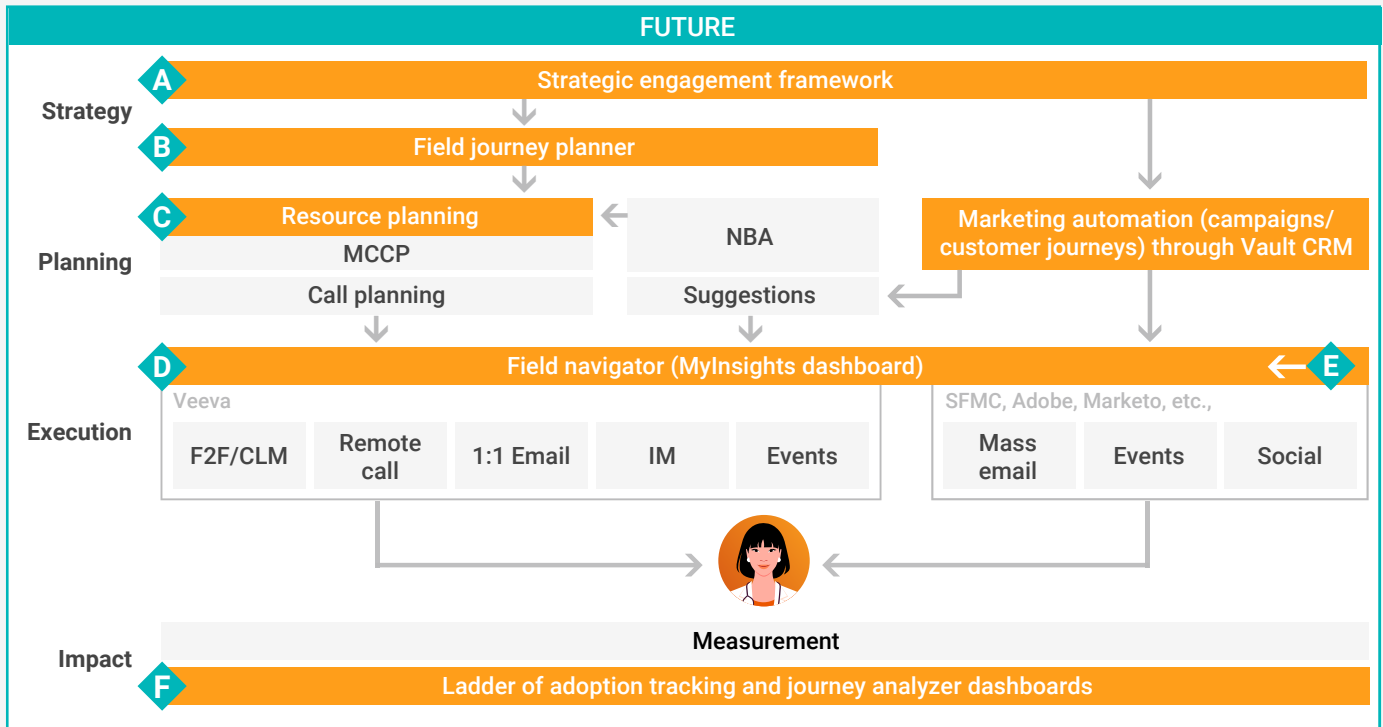 FUTURE
A
Strategic engagement framework
Strategy
B
Field journey planner
C
Resource planning
MCCP
Call planning
NBA
Suggestions
Marketing automation (campaigns/
customer journeys) through Vault CRM
Planning
D
Field navigator (MyInsights dashboard)
E
Execution
Veeva
F2F/CLM
Remote
call
1:1 Email
IM
Events
SFMC, Adobe, Marketo, etc.,
Mass
email
Events
Social
Measurement
Impact
F
Ladder of adoption tracking and journey analyzer dashboards